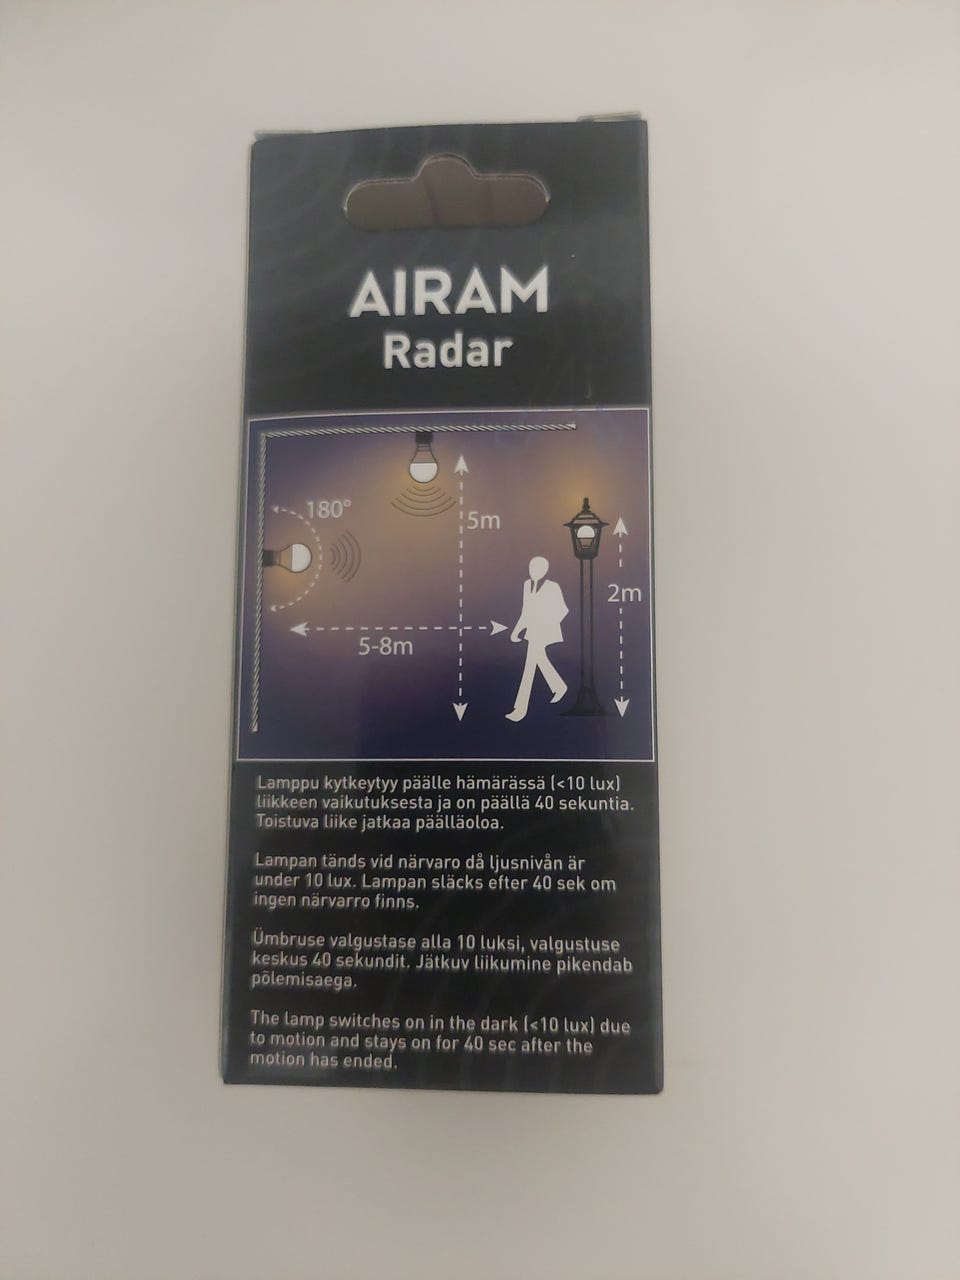 AIRAM
Radar
180°
5m
2m
5-8m
Lamppu kytkeytyy päälle hämärässä (<10 lux)
liikkeen vaikutuksesta ja on päällä 40 sekuntia.
Toistuva liike jatkaa päälläoloa.
Lampan tänds vid närvaro då ljusnivån är
under 10 lux. Lampan släcks efter 40 sek om
ingen närvarro finns.
Ümbruse valgustase alla 10 luksi, valgustuse
keskus 40 sekundit. Jätkuv liikumine pikendab
põlemisaega.
The lamp switches on in the dark (<10 lux) due
to motion and stays on for 40 sec after the
motion has ended.